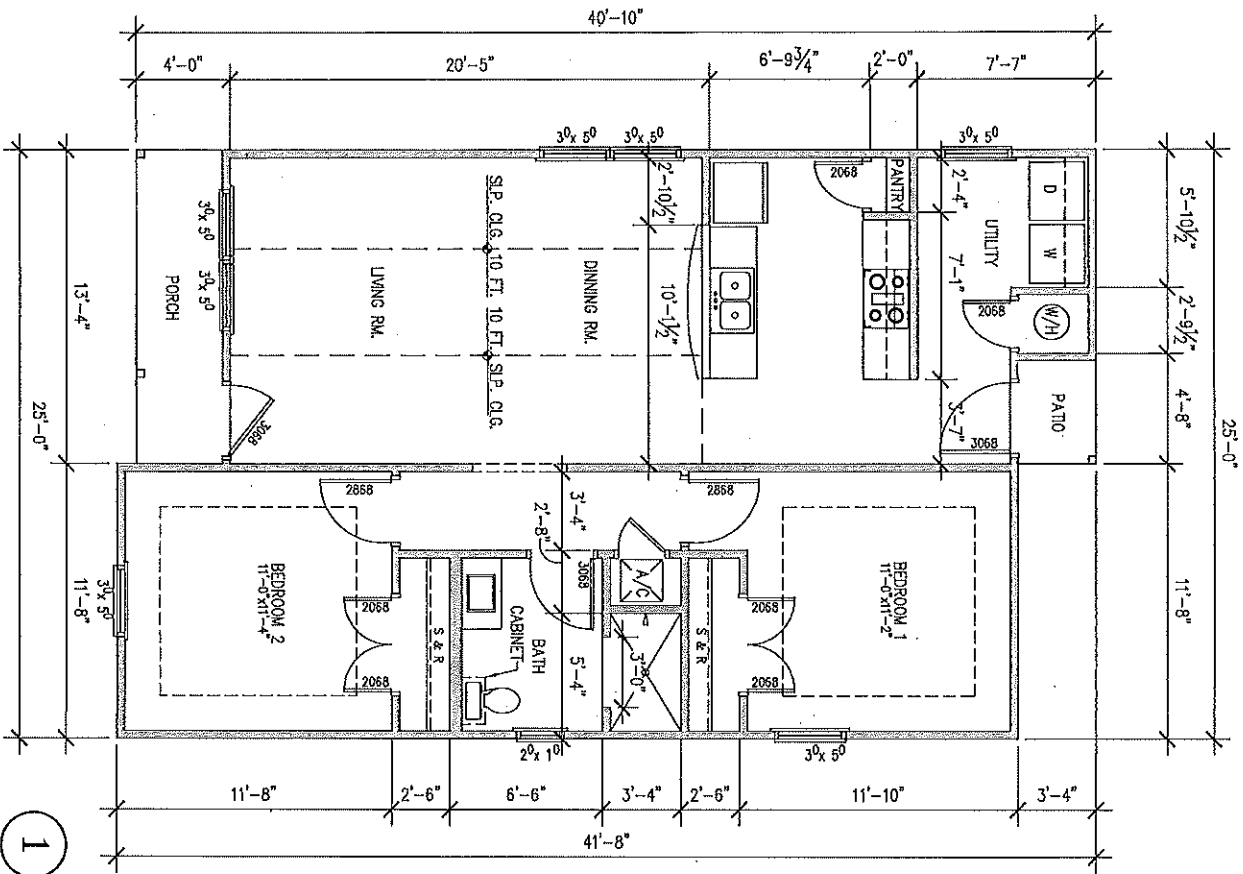 40'-10"
4'-0"
20'-5"
6'-9¾"
2'-0"
7'-7"
3⁰x 5⁰
3⁰x 5⁰
3⁰x 5⁰
25'-0"
5'-10½"
2'-9½"
4'-8"
11'-8"
D
W
UTILITY
2'-4"
7'-1"
3'-7"
W/H
2068
PATIO
3068
PANTRY
2068
2'-10½"
10'-1½"
DINNING RM.
SLP. CLG. 10 FT. 10 FT. SLP. CLG.
LIVING RM.
3⁰x 5⁰
3⁰x 5⁰
PORCH
3068
13'-4"
25'-0"
11'-8"
2868
2868
3'-4"
2'-8"
3068
A/C
BEDROOM 1
11'-0"x11'-2"
2068
2068
S & R
3'-0"
5'-4"
BATH
CABINET
S & R
2068
2068
BEDROOM 2
11'-0"x11'-4"
3⁰x 5⁰
2⁰x 1⁰
3⁰x 5⁰
11'-8"
2'-6"
6'-6"
3'-4"
2'-6"
11'-10"
3'-4"
41'-8"
1